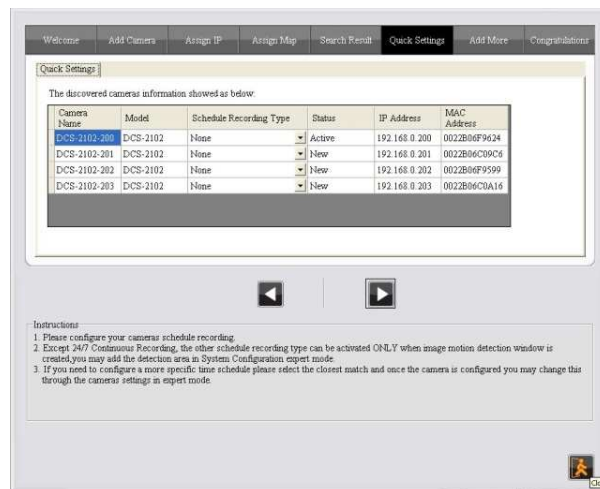 Welcome Add Camera Assign IP Assign Map Search Result Quick Settings Add More Congratulations
Quick Settings
The discovered cameras information showed as below:
Camera Name Model Schedule Recording Type Status IP Address MAC Address
DCS-2102-200 DCS-2102 None Active 192.168.0.200 0022B06F9624
DCS-2102-201 DCS-2102 None New 192.168.0.201 0022B06C09C6
DCS-2102-202 DCS-2102 None New 192.168.0.202 0022B06F9599
DCS-2102-203 DCS-2102 None New 192.168.0.203 0022B06C0A16
Instructions
1. Please configure your cameras schedule recording.
2. Except 24/7 Continuous Recording, the other schedule recording type can be activated ONLY when image motion detection window is
created,you may add the detection area in System Configuration expert mode.
3. If you need to configure a more specific time schedule please select the closest match and once the camera is configured you may change this
through the cameras settings in expert mode.